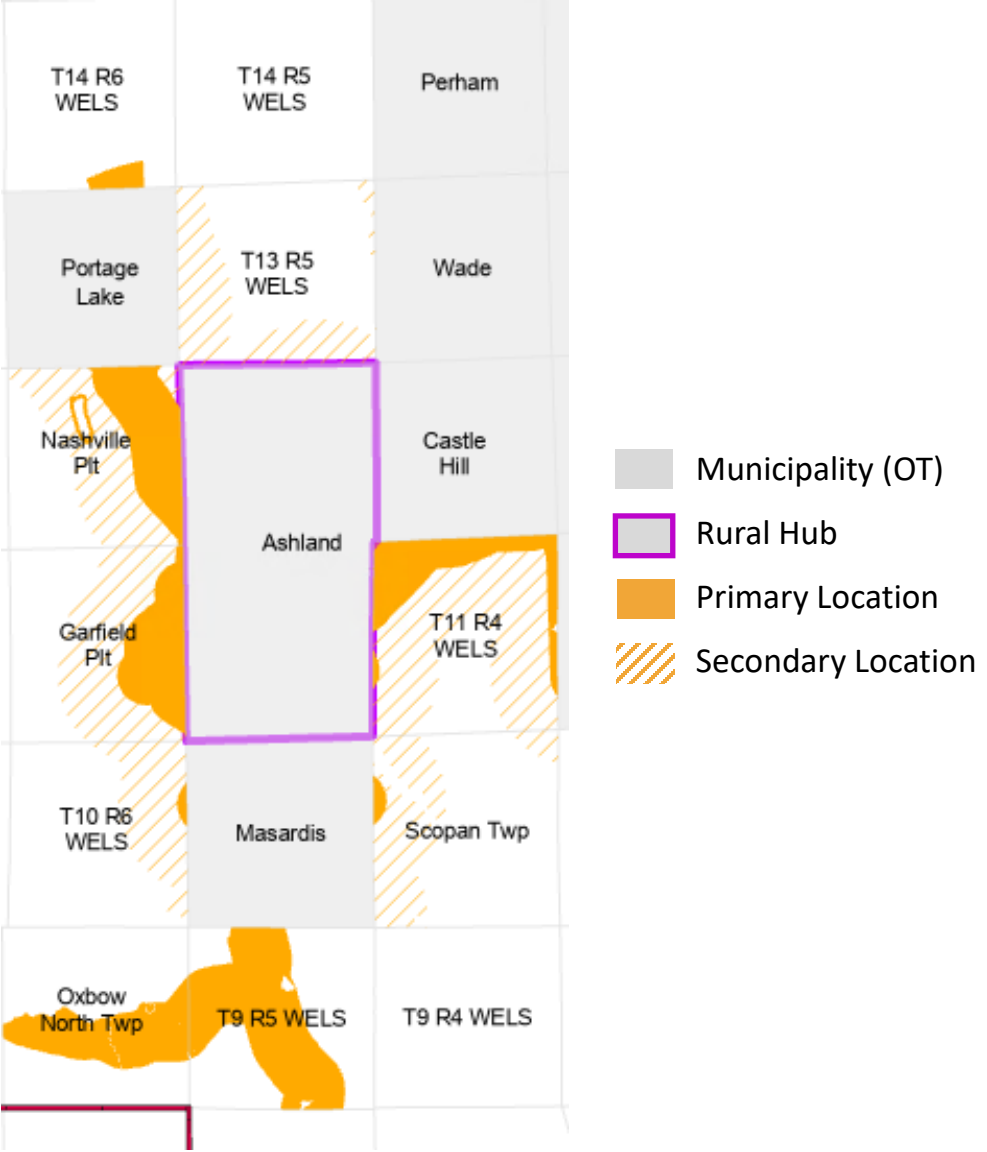 T14 R6
WELS
T14 R5
WELS
Perham
Portage
Lake
T13 R5
WELS
Wade
Nashville
Plt
Castle
Hill
Ashland
Garfield
Plt
T11 R4
WELS
T10 R6
WELS
Masardis
Scopan Twp
Oxbow
North Twp
T9 R5 WELS
T9 R4 WELS
Municipality (OT)
Rural Hub
Primary Location
Secondary Location